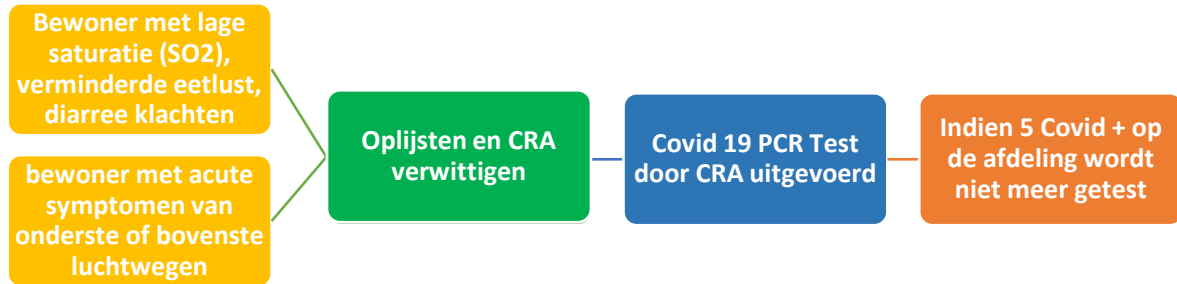 Bewoner met lage
saturatie (SO2),
verminderde eetlust,
diarree klachten
bewoner met acute
symptomen van
onderste of bovenste
luchtwegen
Oplijsten en CRA
verwittigen
Covid 19 PCR Test
door CRA uitgevoerd
Indien 5 Covid + op
de afdeling wordt
niet meer getest